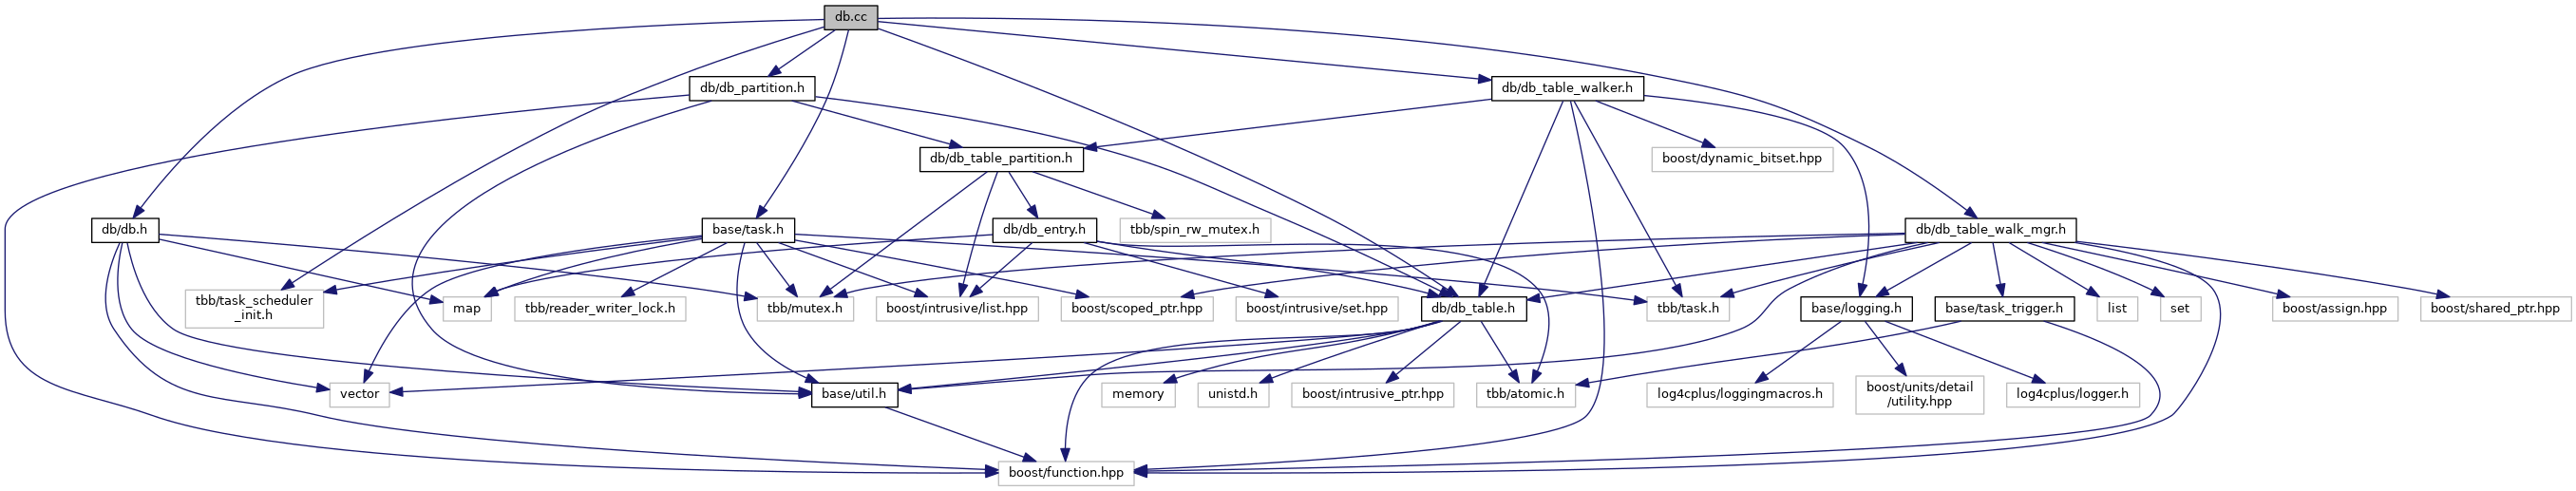 db.cc
db/db_partition.h
db/db_table_walker.h
db/db_table_partition.h
boost/dynamic_bitset.hpp
db/db.h
base/task.h
db/db_entry.h
tbb/spin_rw_mutex.h
db/db_table_walk_mgr.h
tbb/task_scheduler
_init.h
map
tbb/reader_writer_lock.h
tbb/mutex.h
boost/intrusive/list.hpp
boost/scoped_ptr.hpp
boost/intrusive/set.hpp
db/db_table.h
tbb/task.h
base/logging.h
base/task_trigger.h
list
set
boost/assign.hpp
boost/shared_ptr.hpp
vector
base/util.h
memory
unistd.h
boost/intrusive_ptr.hpp
tbb/atomic.h
log4cplus/loggingmacros.h
boost/units/detail
/utility.hpp
log4cplus/logger.h
boost/function.hpp